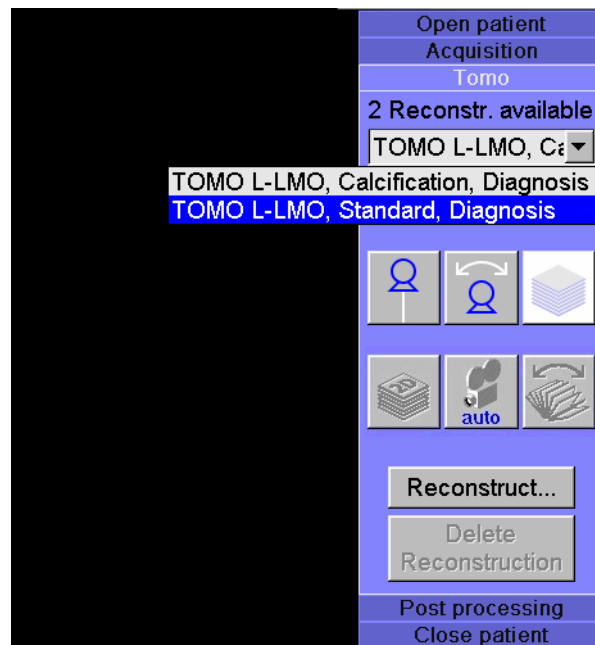 Open patient
Acquisition
Tomo
2 Reconstr. available
TOMO L-LMO, Ca
TOMO L-LMO, Calcification, Diagnosis
TOMO L-LMO, Standard, Diagnosis
2D
auto
Reconstruct...
Delete
Reconstruction
Post processing
Close patient